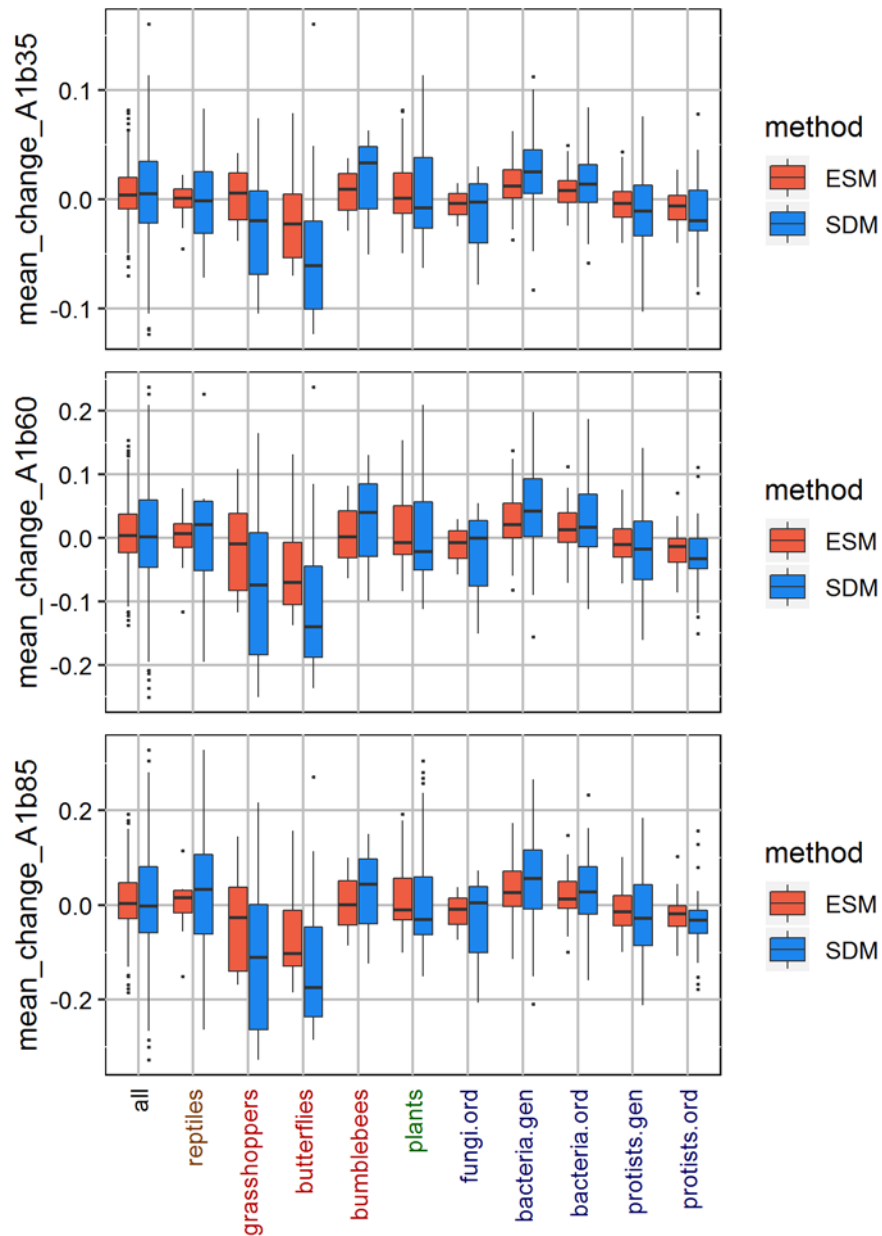 mean_change_A1b35
0.1
0.0
-0.1
method
ESM
SDM
mean_change_A1b60
0.2
0.1
0.0
-0.1
-0.2
method
ESM
SDM
mean_change_A1b85
0.2
0.0
-0.2
method
ESM
SDM
all
reptiles
grasshoppers
butterflies
bumblebees
plants
fungi.ord
bacteria.gen
bacteria.ord
protists.gen
protists.ord